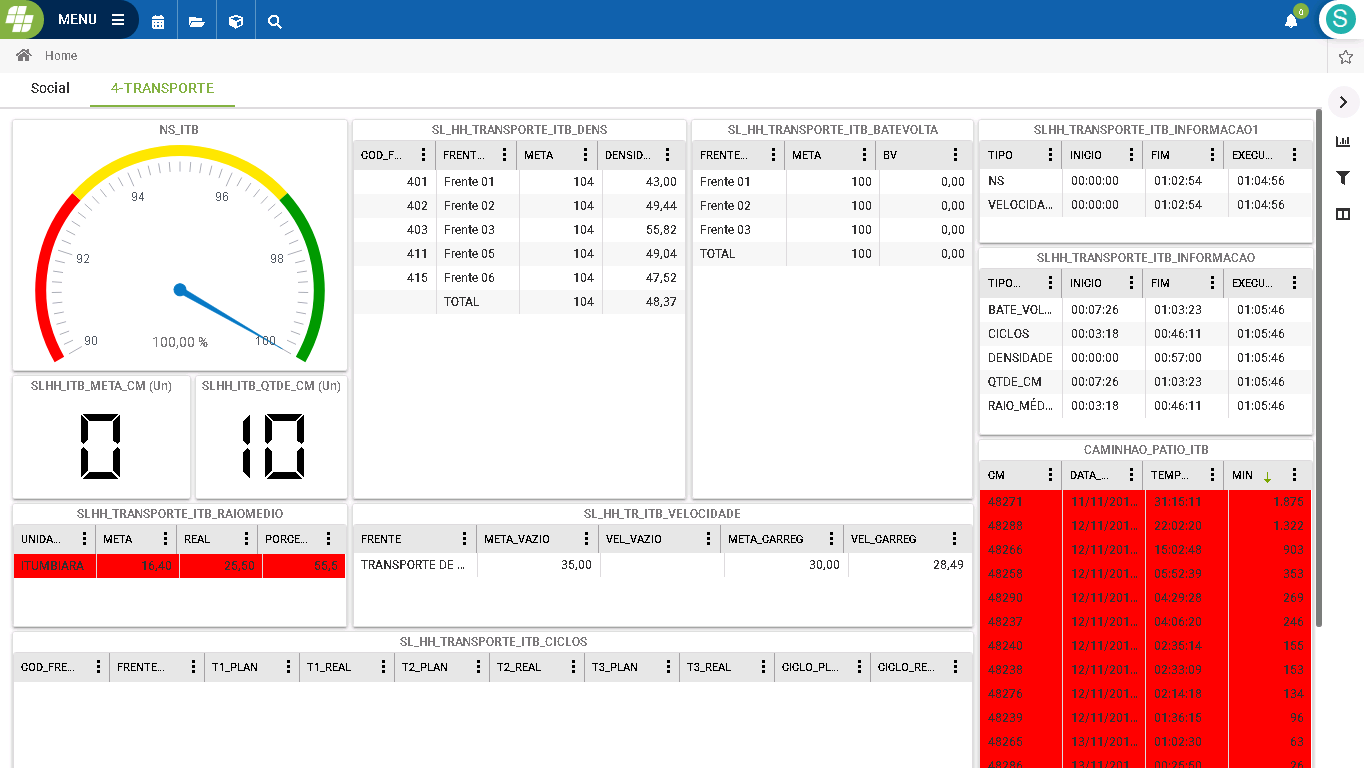 MENU
0
S
Home
Social
4-TRANSPORTE
NS_ITB
94 96
92 98
90 100,00 % 100
SLHH_ITB_META_CM (Un)
0
SLHH_ITB_QTDE_CM (Un)
10
SL_HH_TRANSPORTE_ITB_DENS
COD_F... FRENT... META DENSID...
401 Frente 01 104 43,00
402 Frente 02 104 49,44
403 Frente 03 104 55,82
411 Frente 05 104 49,04
415 Frente 06 104 47,52
TOTAL 104 48,37
SL_HH_TRANSPORTE_ITB_BATEVOLTA
FRENTE... META BV
Frente 01 100 0,00
Frente 02 100 0,00
Frente 03 100 0,00
TOTAL 100 0,00
SLHH_TRANSPORTE_ITB_INFORMACAO1
TIPO INICIO FIM EXECU...
NS 00:00:00 01:02:54 01:04:56
VELOCIDA... 00:00:00 01:02:54 01:04:56
SLHH_TRANSPORTE_ITB_INFORMACAO
TIPO... INICIO FIM EXECU...
BATE_VOL... 00:07:26 01:03:23 01:05:46
CICLOS 00:03:18 00:46:11 01:05:46
DENSIDADE 00:00:00 00:57:00 01:05:46
QTDE_CM 00:07:26 01:03:23 01:05:46
RAIO_MÉD... 00:03:18 00:46:11 01:05:46
SLHH_TRANSPORTE_ITB_RAIOMEDIO
UNIDA... META REAL PORCE...
ITUMBIARA 16,40 25,50 55,5
SL_HH_TR_ITB_VELOCIDADE
FRENTE META_VAZIO VEL_VAZIO META_CARREG VEL_CARREG
TRANSPORTE DE ... 35,00 30,00 28,49
SL_HH_TRANSPORTE_ITB_CICLOS
COD_FRE... FRENTE... T1_PLAN T1_REAL T2_PLAN T2_REAL T3_PLAN T3_REAL CICLO_PL... CICLO_RE...
CAMINHAO_PATIO_ITB
CM DATA_... TEMP... MIN
48271 11/11/201... 31:15:11 1.875
48288 12/11/201... 22:02:20 1.322
48266 12/11/201... 15:02:48 903
48258 12/11/201... 05:52:39 353
48290 12/11/201... 04:29:28 269
48237 12/11/201... 04:06:20 246
48240 12/11/201... 02:35:14 155
48238 12/11/201... 02:33:09 153
48276 12/11/201... 02:14:18 134
48239 12/11/201... 01:36:15 96
48265 13/11/201... 01:02:30 63
48286 13/11/201... 00:25:50 26